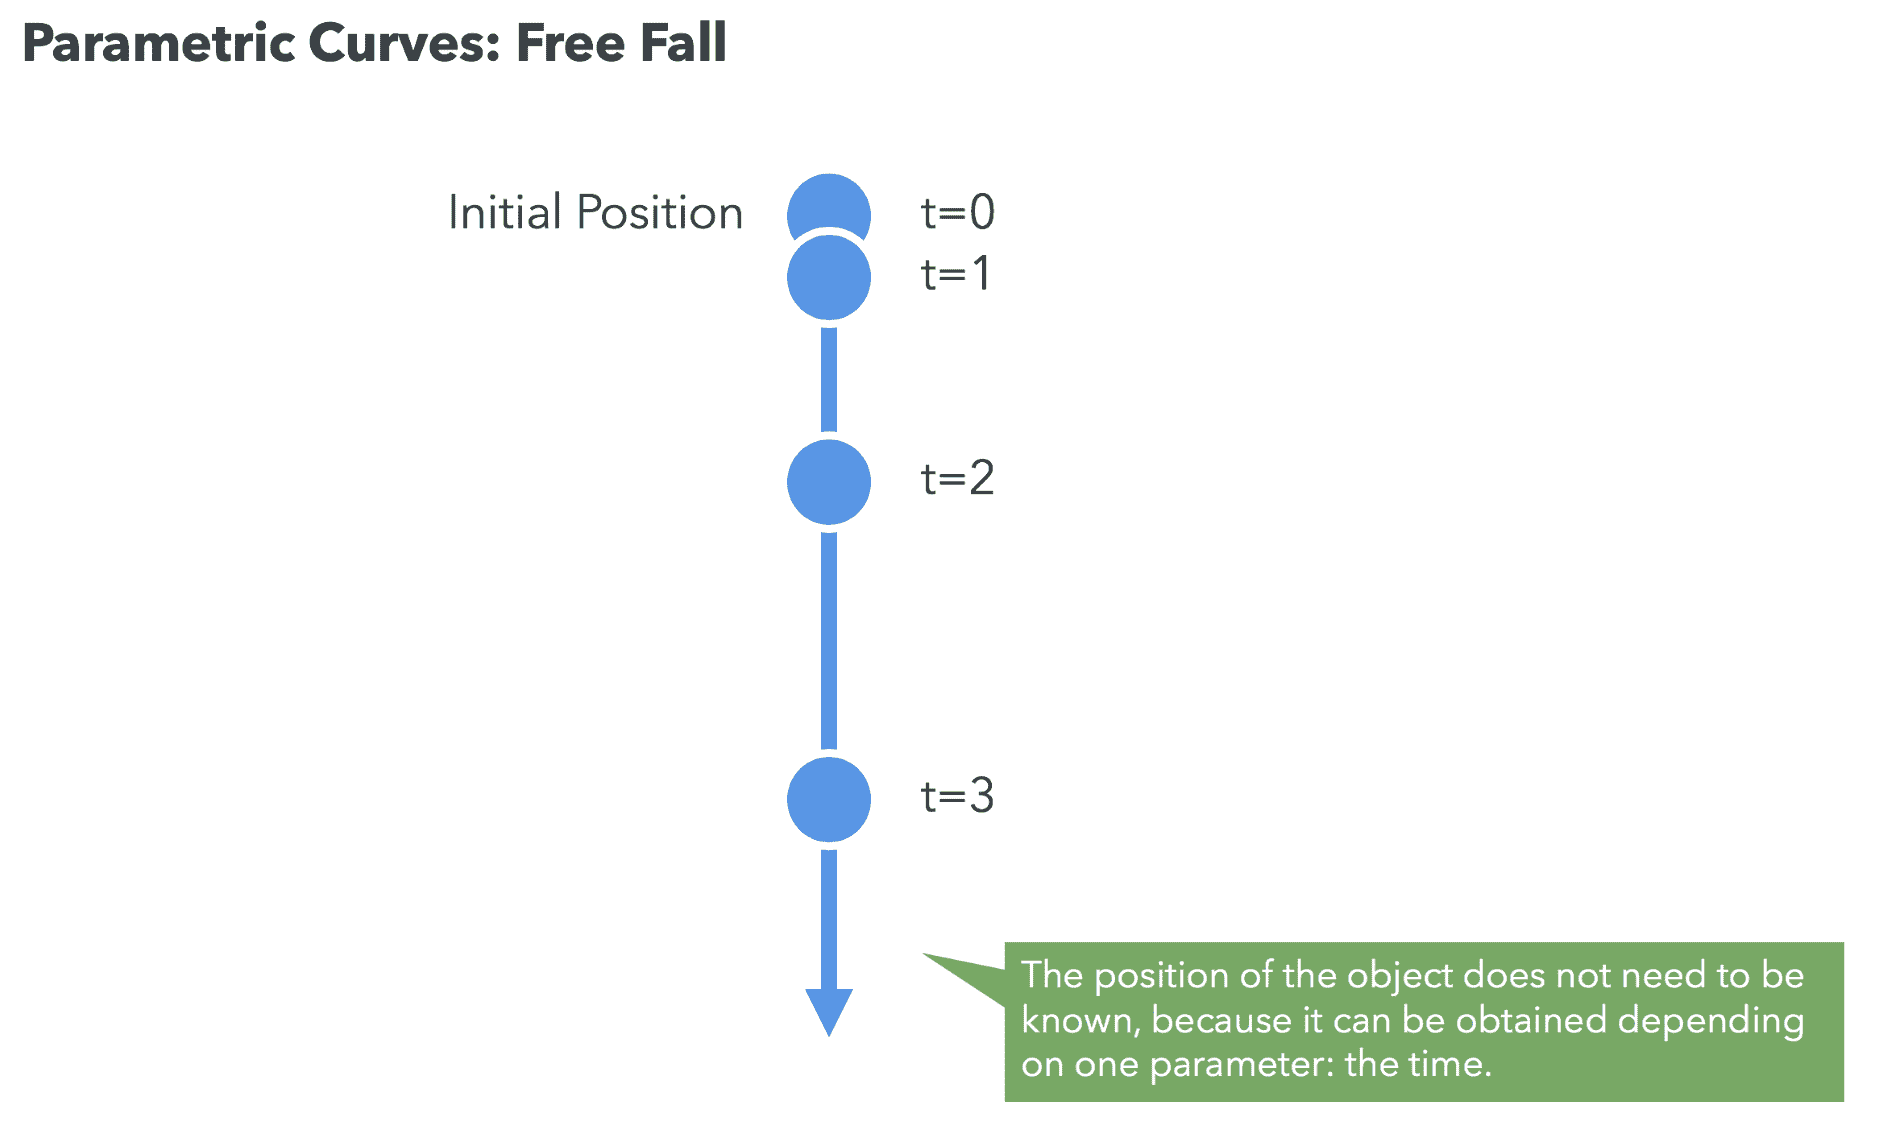 Parametric Curves: Free Fall
Initial Position
t=0
t=1
t=2
t=3
The position of the object does not need to be
known, because it can be obtained depending
on one parameter: the time.